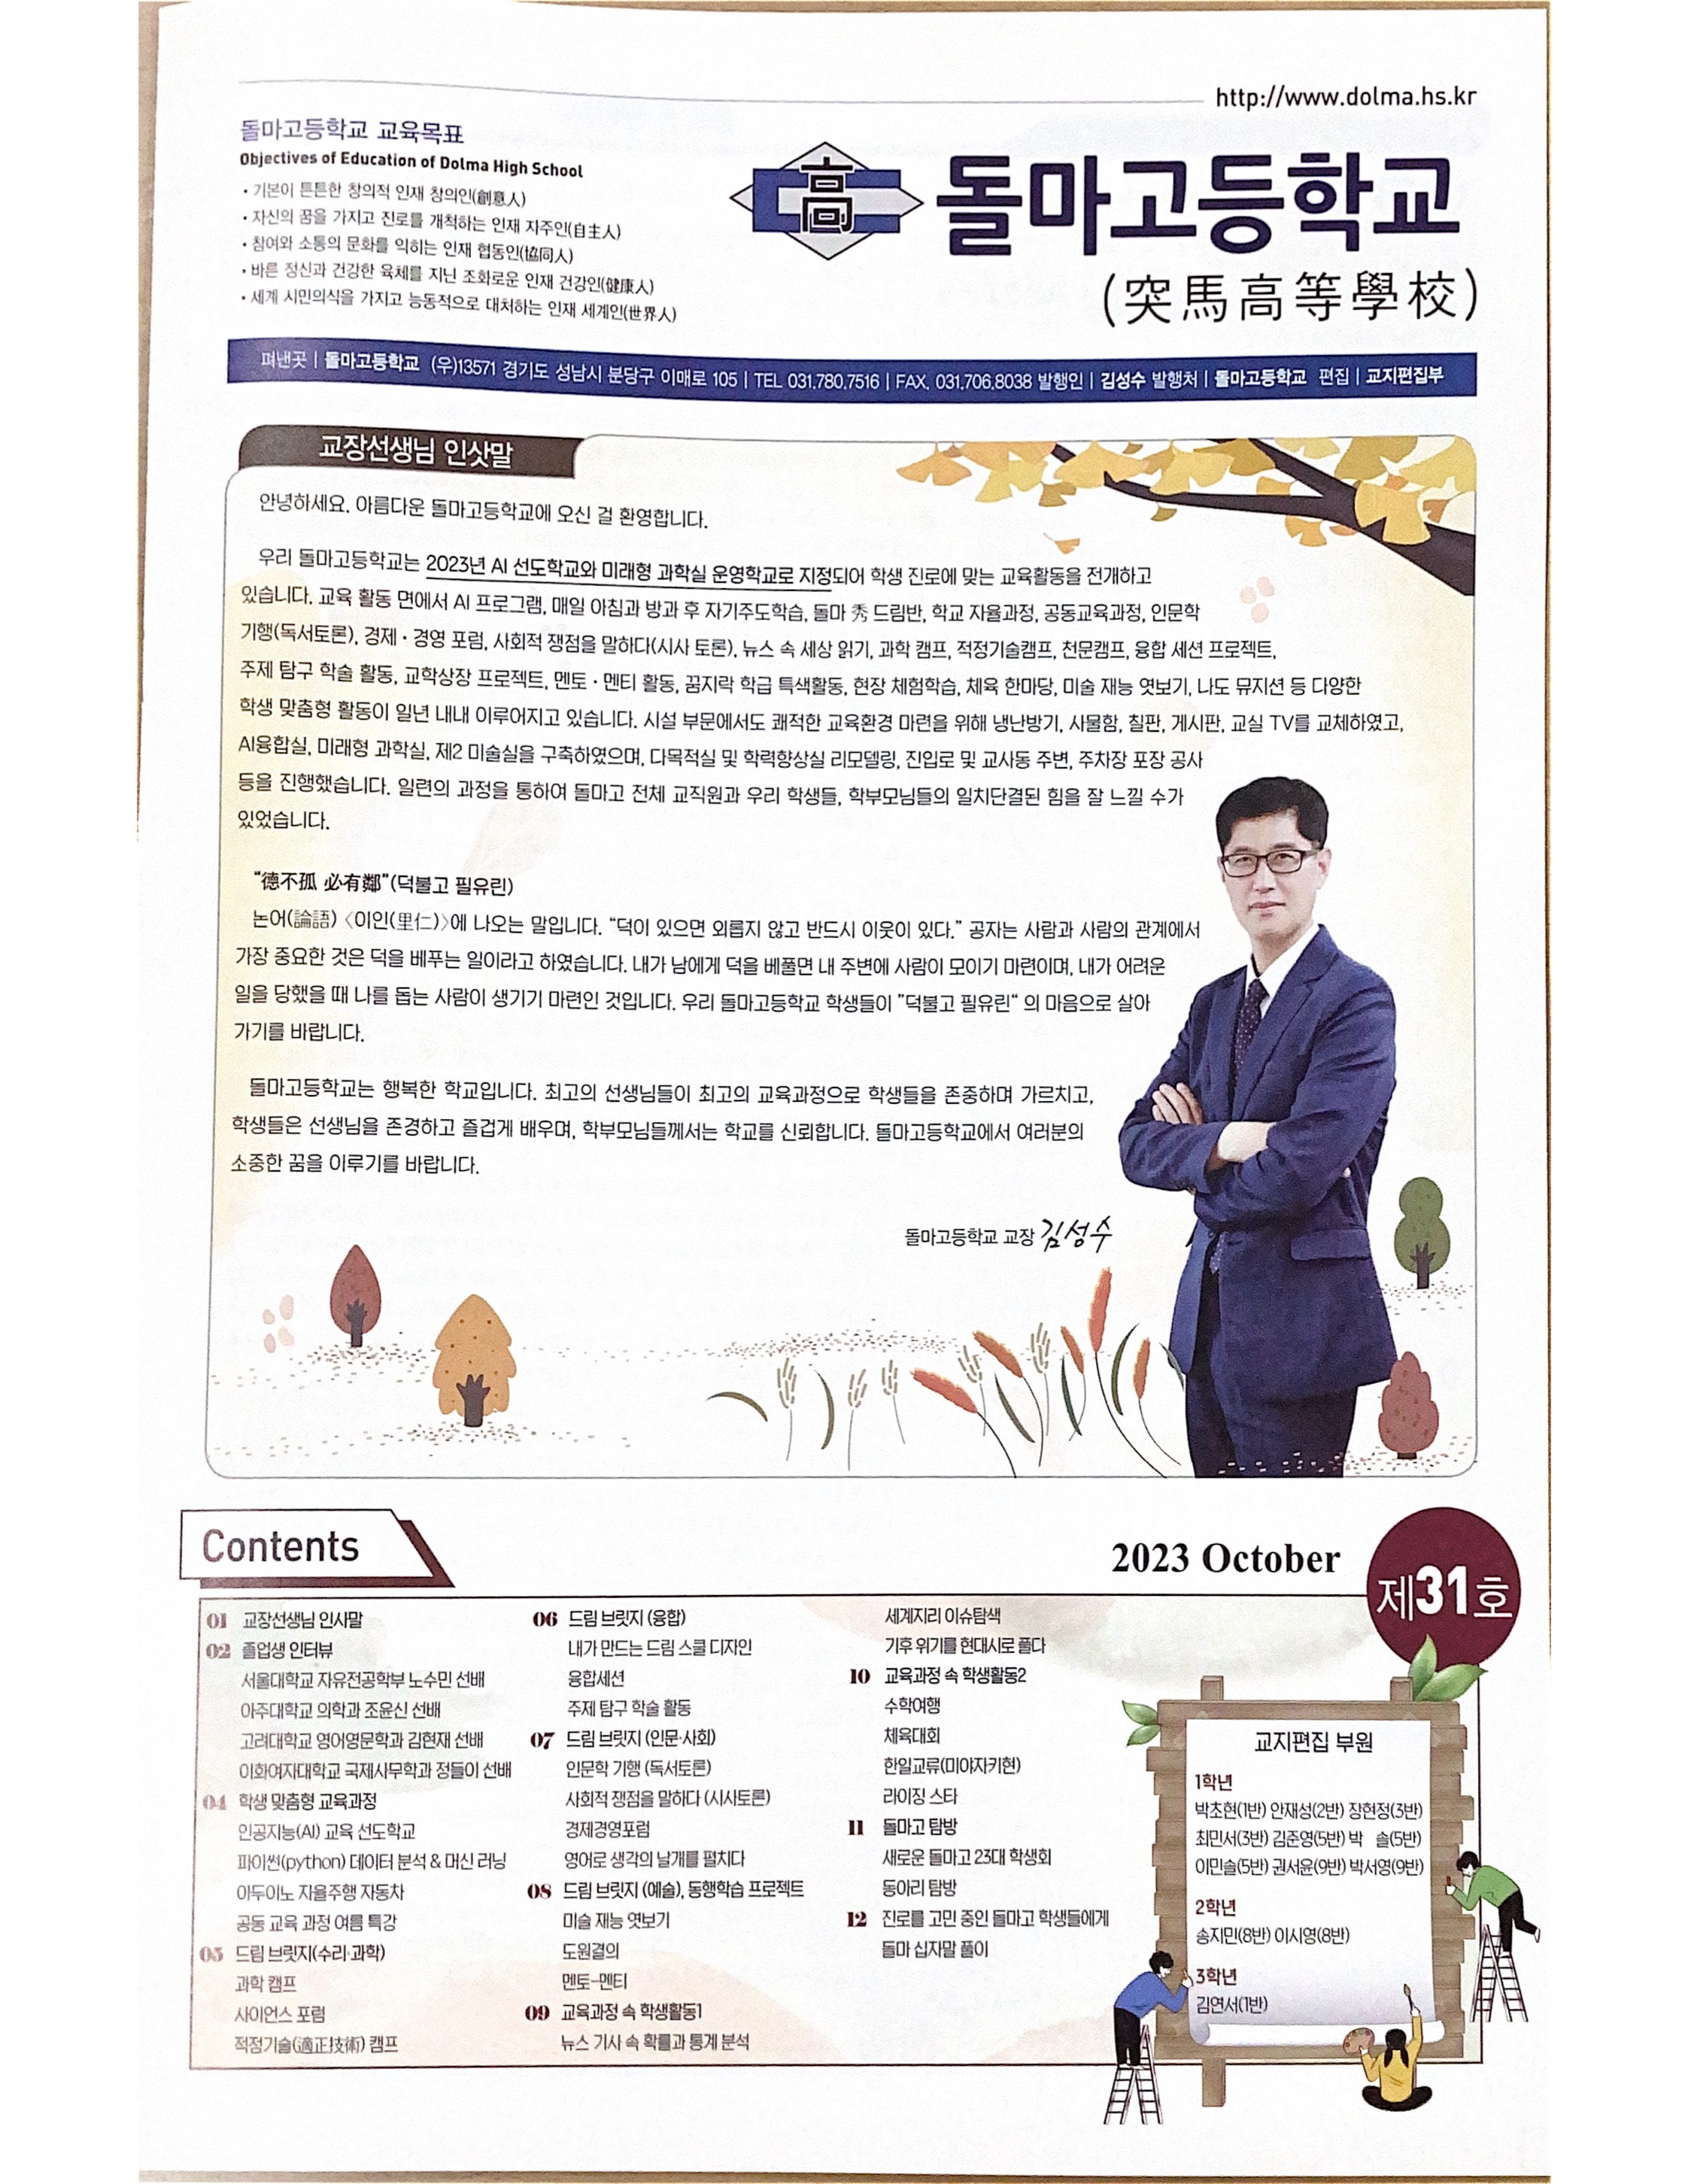 http://www.dolma.hs.kr
돌마고등학교 교육목표
Objectives of Education of Dolma High School
• 기본이 튼튼한 창의적 인재 창의인(創意人)
• 자신의 꿈을 가지고 진로를 개척하는 인재 자주인(自主人)
• 참여와 소통의 문화를 익히는 인재 협동인(協同人)
• 바른 정신과 건강한 육체를 지닌 조화로운 인재 건강인(健康人)
• 세계 시민의식을 가지고 능동적으로 대처하는 인재 세계인(世界人)
高
돌마고등학교
(突馬高等學校)
펴낸곳 | 돌마고등학교 (우)13571 경기도 성남시 분당구 이매로 105 | TEL 031.780.7516 | FAX. 031.706.8038 발행인 | 김성수 발행처 | 돌마고등학교 편집 | 교지편집부
교장선생님 인삿말
안녕하세요. 아름다운 돌마고등학교에 오신 걸 환영합니다.
우리 돌마고등학교는 2023년 AI 선도학교와 미래형 과학실 운영학교로 지정되어 학생 진로에 맞는 교육활동을 전개하고
있습니다. 교육 활동 면에서 AI 프로그램, 매일 아침과 방과 후 자기주도학습, 돌마 秀 드림반, 학교 자율과정, 공동교육과정, 인문학
기행(독서토론), 경제・경영 포럼, 사회적 쟁점을 말하다(시사 토론), 뉴스 속 세상 읽기, 과학 캠프, 적정기술캠프, 천문캠프, 융합 세션 프로젝트,
주제 탐구 학술 활동, 교학상장 프로젝트, 멘토・멘티 활동, 꿈지락 학급 특색활동, 현장 체험학습, 체육 한마당, 미술 재능 엿보기, 나도 뮤지션 등 다양한
학생 맞춤형 활동이 일년 내내 이루어지고 있습니다. 시설 부문에서도 쾌적한 교육환경 마련을 위해 냉난방기, 사물함, 칠판, 게시판, 교실 TV를 교체하였고,
AI융합실, 미래형 과학실, 제2 미술실을 구축하였으며, 다목적실 및 학력향상실 리모델링, 진입로 및 교사동 주변, 주차장 포장 공사
등을 진행했습니다. 일련의 과정을 통하여 돌마고 전체 교직원과 우리 학생들, 학부모님들의 일치단결된 힘을 잘 느낄 수가
있었습니다.
“德不孤 必有鄰”(덕불고 필유린)
논어(論語) 〈이인(里仁)〉에 나오는 말입니다. “덕이 있으면 외롭지 않고 반드시 이웃이 있다.” 공자는 사람과 사람의 관계에서
가장 중요한 것은 덕을 베푸는 일이라고 하였습니다. 내가 남에게 덕을 베풀면 내 주변에 사람이 모이기 마련이며, 내가 어려운
일을 당했을 때 나를 돕는 사람이 생기기 마련인 것입니다. 우리 돌마고등학교 학생들이 ”덕불고 필유린“ 의 마음으로 살아
가기를 바랍니다.
돌마고등학교는 행복한 학교입니다. 최고의 선생님들이 최고의 교육과정으로 학생들을 존중하며 가르치고,
학생들은 선생님을 존경하고 즐겁게 배우며, 학부모님들께서는 학교를 신뢰합니다. 돌마고등학교에서 여러분의
소중한 꿈을 이루기를 바랍니다.
돌마고등학교 교장 김성수
Contents
2023 October
제31호
01 교장선생님 인사말
02 졸업생 인터뷰
서울대학교 자유전공학부 노수민 선배
아주대학교 의학과 조윤신 선배
고려대학교 영어영문학과 김현재 선배
이화여자대학교 국제사무학과 정들이 선배
04 학생 맞춤형 교육과정
인공지능(AI) 교육 선도학교
파이썬(python) 데이터 분석 & 머신 러닝
아두이노 자율주행 자동차
공동 교육 과정 여름 특강
05 드림 브릿지(수리·과학)
과학 캠프
사이언스 포럼
적정기술(適正技術) 캠프
06 드림 브릿지 (융합)
내가 만드는 드림 스쿨 디자인
융합세션
주제 탐구 학술 활동
07 드림 브릿지 (인문·사회)
인문학 기행 (독서토론)
사회적 쟁점을 말하다 (시사토론)
경제경영포럼
영어로 생각의 날개를 펼치다
08 드림 브릿지 (예술), 동행학습 프로젝트
미술 재능 엿보기
도원결의
멘토-멘티
09 교육과정 속 학생활동1
뉴스 기사 속 확률과 통계 분석
세계지리 이슈탐색
기후 위기를 현대시로 풀다
10 교육과정 속 학생활동2
수학여행
체육대회
한일교류(미야자키현)
라이징 스타
11 돌마고 탐방
새로운 돌마고 23대 학생회
동아리 탐방
12 진로를 고민 중인 돌마고 학생들에게
돌마 십자말 풀이
교지편집 부원
1학년
박초현(1반) 안재성(2반) 장현정(3반)
최민서(3반) 김준영(5반) 박 솔(5반)
이민슬(5반) 권서윤(9반) 박서영(9반)
2학년
송지민(8반) 이시영(8반)
3학년
김연서(1반)